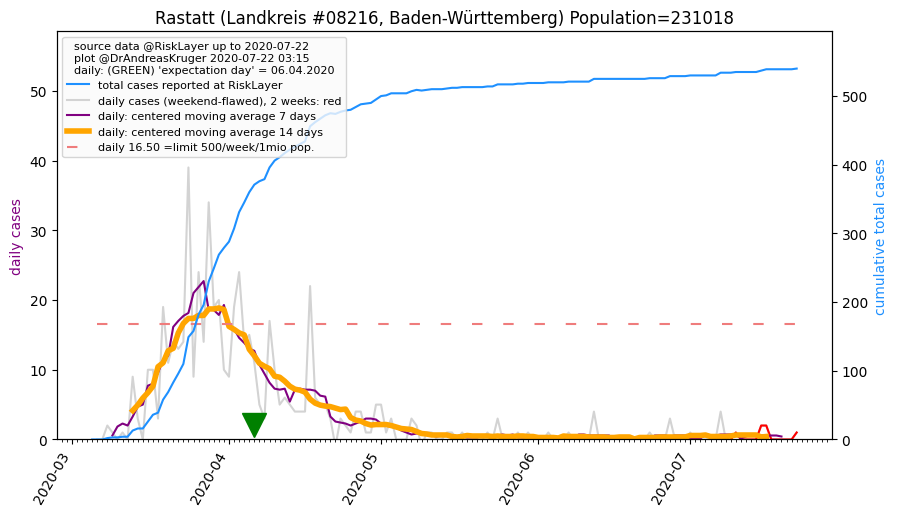 Rastatt (Landkreis #08216, Baden-Württemberg) Population=231018
source data @RiskLayer up to 2020-07-22
plot @DrAndreasKruger 2020-07-22 03:15
daily: (GREEN) 'expectation day' = 06.04.2020
total cases reported at RiskLayer
daily cases (weekend-flawed), 2 weeks: red
daily: centered moving average 7 days
daily: centered moving average 14 days
daily 16.50 =limit 500/week/1mio pop.
daily cases
50
40
30
20
10
0
cumulative total cases
500
400
300
200
100
0
2020-03
2020-04
2020-05
2020-06
2020-07